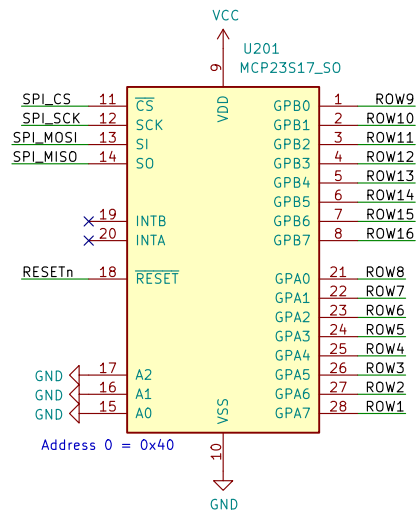 VCC
U201
MCP23S17_SO
9
VDD
SPI_CS 11 CS GPB0 1 ROW9
SPI_SCK 12 SCK GPB1 2 ROW10
SPI_MOSI 13 SI GPB2 3 ROW11
SPI_MISO 14 SO GPB3 4 ROW12
GPB4 5 ROW13
GPB5 6 ROW14
19 INTB GPB6 7 ROW15
20 INTA GPB7 8 ROW16
RESETn 18 RESET GPA0 21 ROW8
GPA1 22 ROW7
GPA2 23 ROW6
GPA3 24 ROW5
GPA4 25 ROW4
GND 17 A2 GPA5 26 ROW3
GND 16 A1 GPA6 27 ROW2
GND 15 A0 GPA7 28 ROW1
VSS
Address 0 = 0x40
10
GND